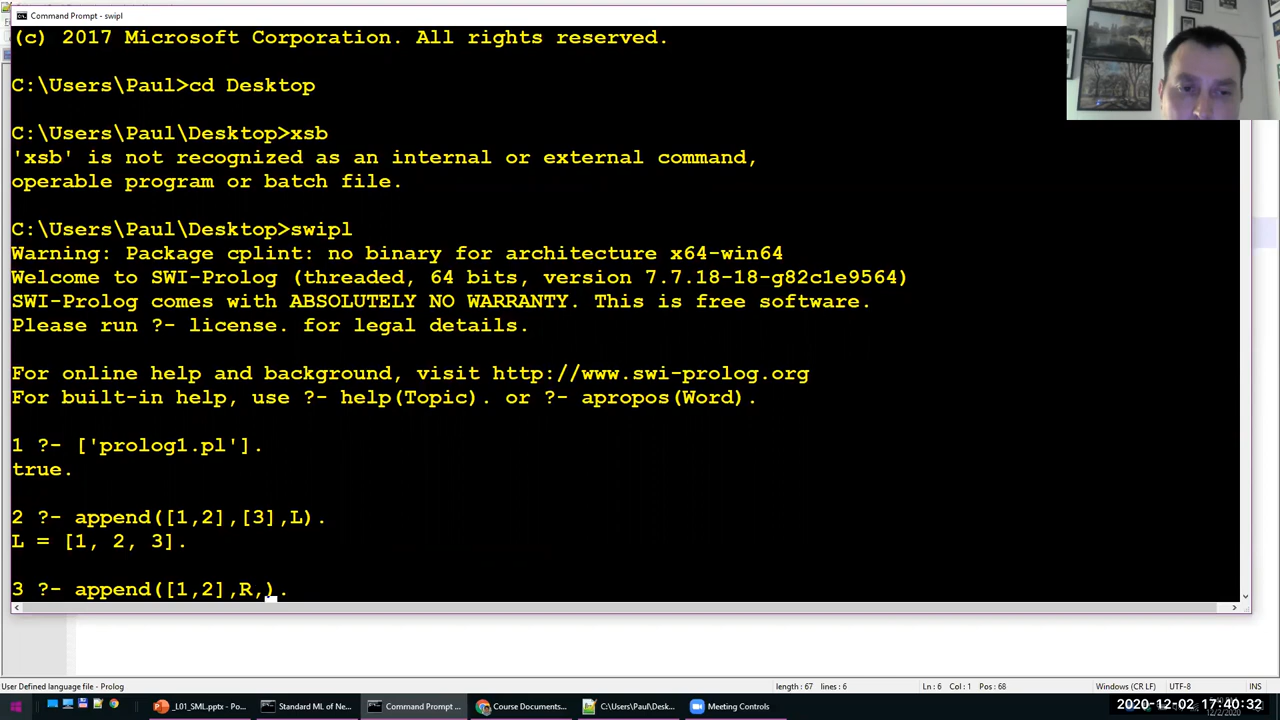 Command Prompt - swipl
(c) 2017 Microsoft Corporation. All rights reserved.
C:\Users\Paul>cd Desktop
C:\Users\Paul\Desktop>xsb
'xsb' is not recognized as an internal or external command,
operable program or batch file.
C:\Users\Paul\Desktop>swipl
Warning: Package cplint: no binary for architecture x64-win64
Welcome to SWI-Prolog (threaded, 64 bits, version 7.7.18-18-g82c1e9564)
SWI-Prolog comes with ABSOLUTELY NO WARRANTY. This is free software.
Please run ?- license. for legal details.
For online help and background, visit http://www.swi-prolog.org
For built-in help, use ?- help(Topic). or ?- apropos(Word).
1 ?- ['prolog1.pl'].
true.
2 ?- append([1,2],[3],L).
L = [1, 2, 3].
3 ?- append([1,2],R,).
User Defined language file - Prolog length: 67 lines: 6 Ln: 6 Col: 1 Pos: 68 Windows (CR LF) UTF-8 INS
_L01_SML.pptx - Po... Standard ML of Ne... Command Prompt ... Course Documents... C:\Users\Paul\Des... Meeting Controls 2020-12-02 17:40:32